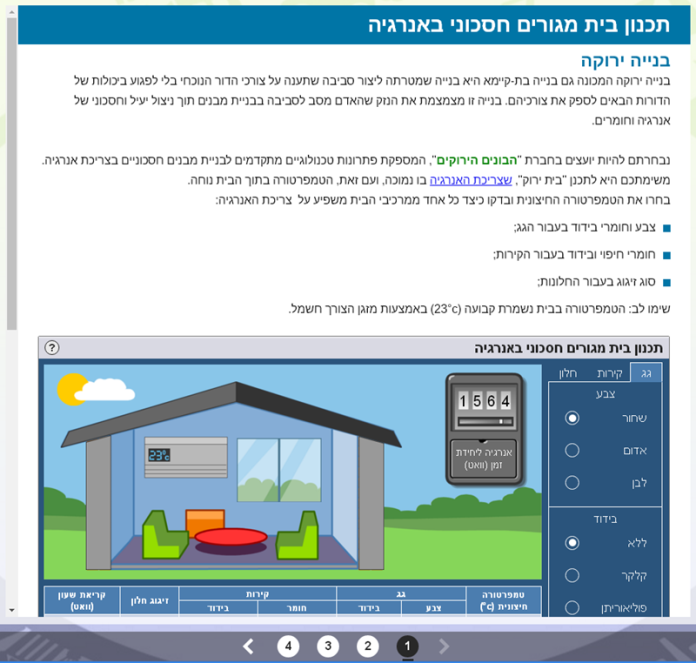 תכנון בית מגורים חסכוני באנרגיה
בנייה ירוקה
בנייה ירוקה המכונה גם בנייה בת-קיימא היא בנייה שמטרתה ליצור סביבה שתענה על צורכי הדור הנוכחי בלי לפגוע ביכולות של
הדורות הבאים לספק את צורכיהם. בנייה זו מצמצמת את הנזק שהאדם מסב לסביבה בבניית מבנים תוך ניצול יעיל וחסכוני של
אנרגיה וחומרים.
נבחרתם להיות יועצים בחברת "הבונים הירוקים", המספקת פתרונות טכנולוגיים מתקדמים לבניית מבנים חסכוניים בצריכת אנרגיה.
משימתכם היא לתכנן "בית ירוק", שצריכת האנרגיה בו נמוכה, ועם זאת, הטמפרטורה בתוך הבית נוחה.
בחרו את הטמפרטורה החיצונית ובדקו כיצד כל אחד ממרכיבי הבית משפיע על צריכת האנרגיה:
צבע וחומרי בידוד בעבור הגג;
חומרי חיפוי ובידוד בעבור הקירות;
סוג זיגוג בעבור החלונות;
שימו לב: הטמפרטורה בבית נשמרת קבועה (23°c) באמצעות מזגן הצורך חשמל.
תכנון בית מגורים חסכוני באנרגיה
?
גג קירות חלון
צבע
שחור
אדום
לבן
בידוד
ללא
קלקר
פוליאוריתן
1564
אנרגיה ליחידת
זמן (וואט)
23°c
טמפרטורה
חיצונית (c°)
גג
צבע
בידוד
קירות
חומר
בידוד
זיגוג חלון
קריאת שעון
(וואט)
1 2 3 4